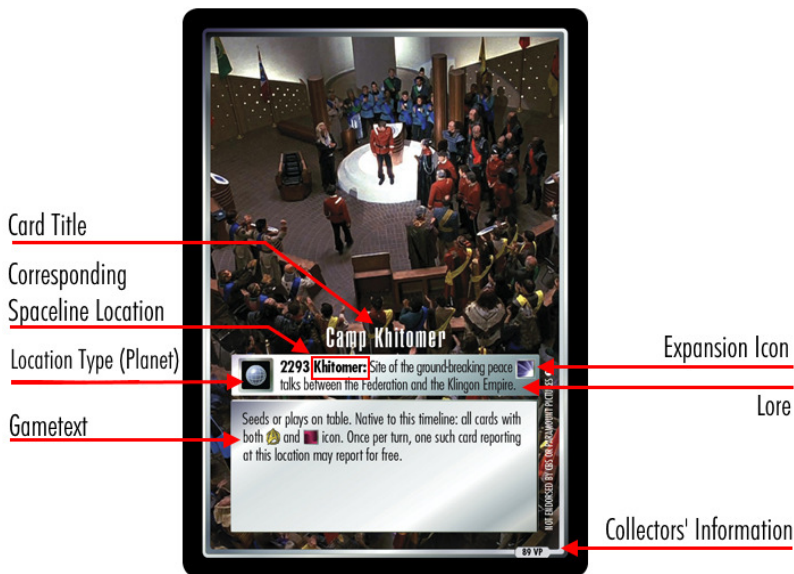 Card Title
Corresponding
Spaceline Location
Location Type (Planet)
Gametext
Camp Khitomer
2293 Khitomer: Site of the ground-breaking peace
talks between the Federation and the Klingon Empire.
Seeds or plays on table. Native to this timeline: all cards with
both and icon. Once per turn, one such card reporting
at this location may report for free.
NOT ENDORSED BY CBS OR PARAMOUNT PICTURES
89 VP
Expansion Icon
Lore
Collectors' Information